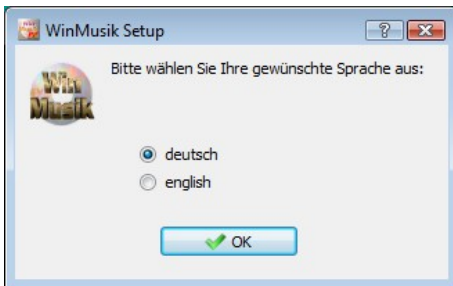 WinMusik Setup
Bitte wählen Sie Ihre gewünschte Sprache aus:
Win
Musik
deutsch
english
OK